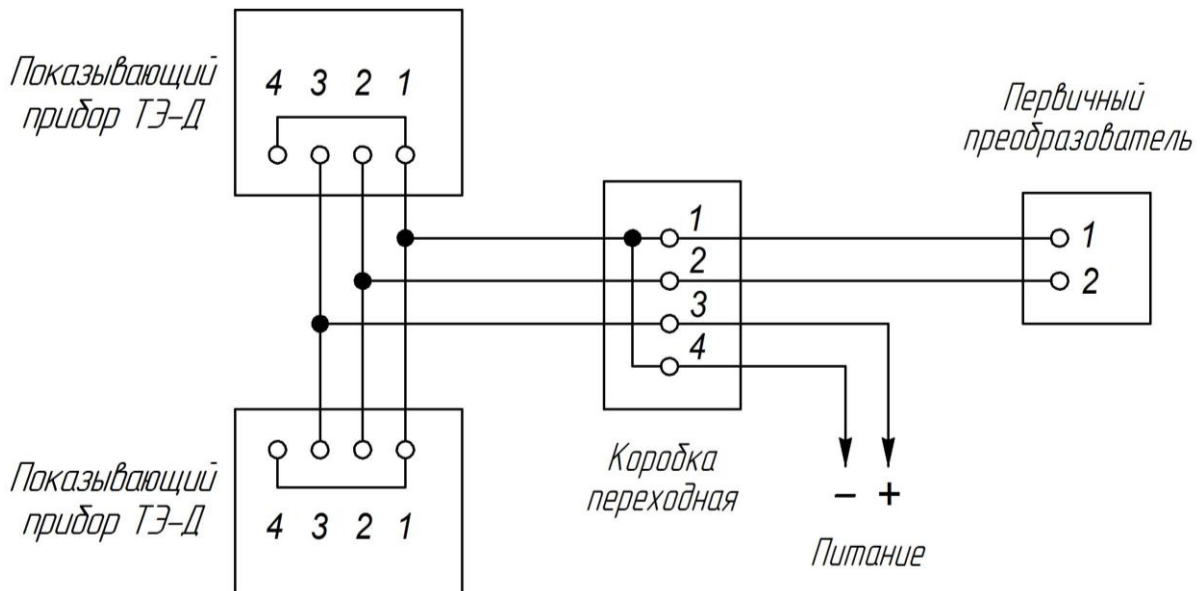 Показывающий
прибор ТЭ-Д
4 3 2 1
Первичный
преобразователь
1
2
3
4
1
2
Коробка
переходная
Показывающий
прибор ТЭ-Д
4 3 2 1
– +
Питание